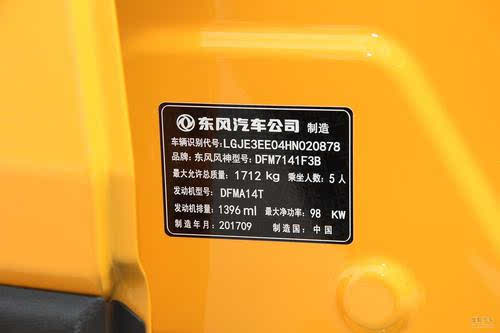 东风汽车公司 制造
车辆识别代号:LGJE3EE04HN020878
品牌:东风风神型号:DFM7141F3B
最大允许总质量:1712 kg 乘坐人数:5人
发动机型号:DFMA14T
发动机排量:1396 ml 最大净功率:98 KW
制造年月:201709 制造国:中国